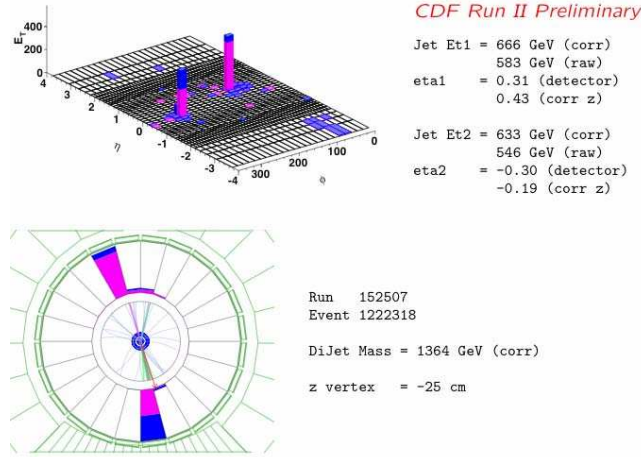 CDF Run II Preliminary
Jet Et1 = 666 GeV (corr)
583 GeV (raw)
eta1 = 0.31 (detector)
0.43 (corr z)
Jet Et2 = 633 GeV (corr)
546 GeV (raw)
eta2 = -0.30 (detector)
-0.19 (corr z)
E_T
400
200
0
4
3
2
1
0
-1
-2
-3
-4
η
300
200
100
0
φ
Run 152507
Event 1222318
DiJet Mass = 1364 GeV (corr)
z vertex = -25 cm